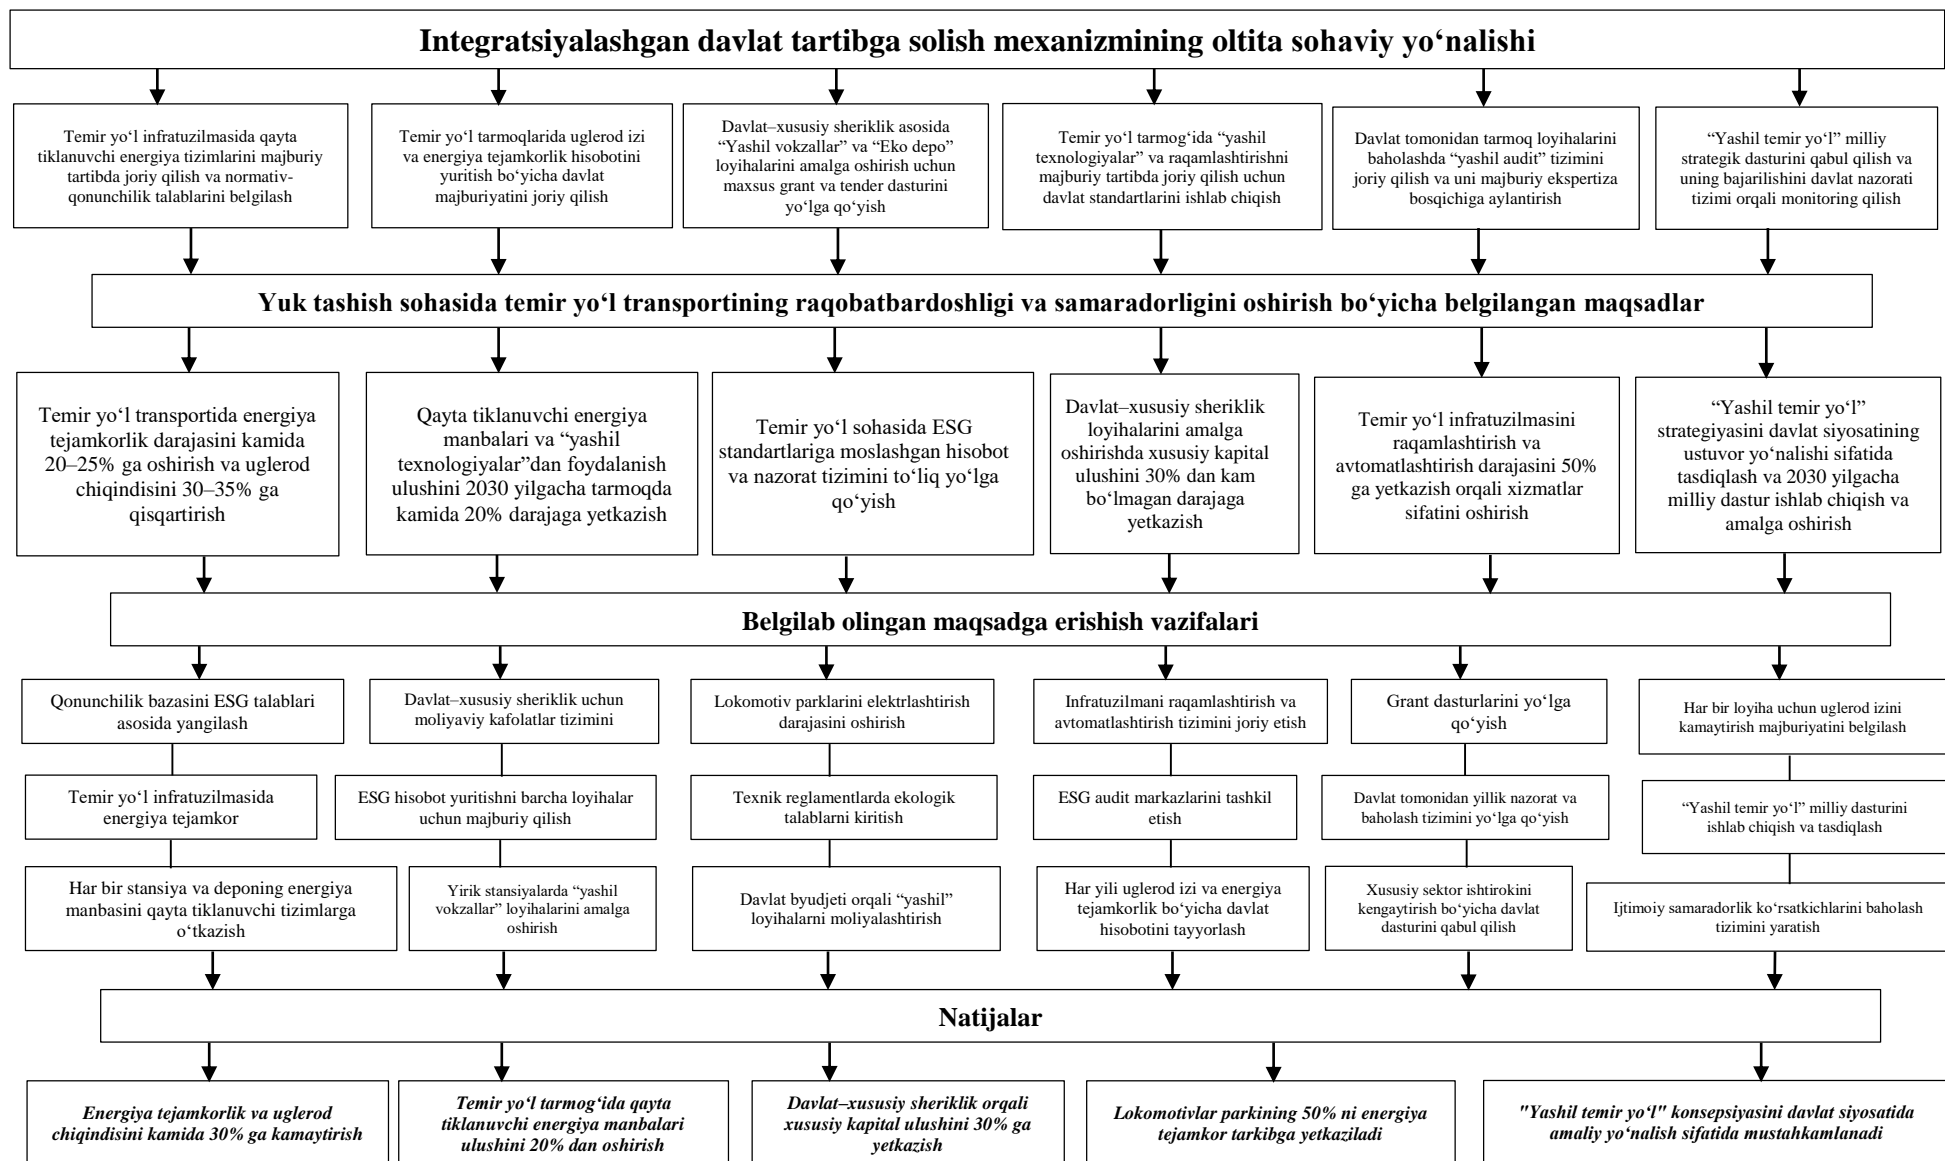 Integratsiyalashgan davlat tartibga solish mexanizmining oltita sohaviy yo‘nalishi
Temir yo‘l infratuzilmasida qayta
tiklanuvchi energiya tizimlarini majburiy
tartibda joriy qilish va normativ-
qonunchilik talablarini belgilash
Temir yo‘l tarmoqlarida uglerod izi
va energiya tejamkorlik hisobotini
yuritish bo‘yicha davlat
majburiyatini joriy qilish
Davlat–xususiy sheriklik asosida
“Yashil vokzallar” va “Eko depo”
loyihalarini amalga oshirish uchun
maxsus grant va tender dasturini
yo‘lga qo‘yish
Temir yo‘l tarmog‘ida “yashil
texnologiyalar” va raqamlashtirishni
majburiy tartibda joriy qilish uchun
davlat standartlarini ishlab chiqish
Davlat tomonidan tarmoq loyihalarini
baholashda “yashil audit” tizimini
joriy qilish va uni majburiy ekspertiza
bosqichiga aylantirish
“Yashil temir yo‘l” milliy
strategik dasturini qabul qilish va
uning bajarilishini davlat nazorati
tizimi orqali monitoring qilish
Yuk tashish sohasida temir yo‘l transportining raqobatbardoshligi va samaradorligini oshirish bo‘yicha belgilangan maqsadlar
Temir yo‘l transportida energiya
tejamkorlik darajasini kamida
20–25% ga oshirish va uglerod
chiqindisini 30–35% ga
qisqartirish
Qayta tiklanuvchi energiya
manbalari va “yashil
texnologiyalar”dan foydalanish
ulushini 2030 yilgacha tarmoqda
kamida 20% darajaga yetkazish
Temir yo‘l sohasida ESG
standartlariga moslashgan hisobot
va nazorat tizimini to‘liq yo‘lga
qo‘yish
Davlat–xususiy sheriklik
loyihalarini amalga
oshirishda xususiy kapital
ulushini 30% dan kam
bo‘lmagan darajaga
yetkazish
Temir yo‘l infratuzilmasini
raqamlashtirish va
avtomatlashtirish darajasini 50%
ga yetkazish orqali xizmatlar
sifatini oshirish
“Yashil temir yo‘l”
strategiyasini davlat siyosatining
ustuvor yo‘nalishi sifatida
tasdiqlash va 2030 yilgacha
milliy dastur ishlab chiqish va
amalga oshirish
Belgilab olingan maqsadga erishish vazifalari
Qonunchilik bazasini ESG talablari
asosida yangilash
Davlat–xususiy sheriklik uchun
moliyaviy kafolatlar tizimini
Lokomotiv parklarini elektrlashtirish
darajasini oshirish
Infratuzilmani raqamlashtirish va
avtomatlashtirish tizimini joriy etish
Grant dasturlarini yo‘lga
qo‘yish
Har bir loyiha uchun uglerod izini
kamaytirish majburiyatini belgilash
Temir yo‘l infratuzilmasida
energiya tejamkor
ESG hisobot yuritishni barcha loyihalar
uchun majburiy qilish
Texnik reglamentlarda ekologik
talablarni kiritish
ESG audit markazlarini tashkil
etish
Davlat tomonidan yillik nazorat va
baholash tizimini yo‘lga qo‘yish
“Yashil temir yo‘l” milliy dasturini
ishlab chiqish va tasdiqlash
Har bir stansiya va deponing energiya
manbasini qayta tiklanuvchi tizimlarga
o‘tkazish
Yirik stansiyalarda “yashil
vokzallar” loyihalarini amalga
oshirish
Davlat byudjeti orqali “yashil”
loyihalarni moliyalashtirish
Har yili uglerod izi va energiya
tejamkorlik bo‘yicha davlat
hisobotini tayyorlash
Xususiy sektor ishtirokini
kengaytirish bo‘yicha davlat
dasturini qabul qilish
Ijtimoiy samaradorlik ko‘rsatkichlarini baholash
tizimini yaratish
Natijalar
Energiya tejamkorlik va uglerod
chiqindisini kamida 30% ga kamaytirish
Temir yo‘l tarmog‘ida qayta
tiklanuvchi energiya manbalari
ulushini 20% dan oshirish
Davlat–xususiy sheriklik orqali
xususiy kapital ulushini 30% ga
yetkazish
Lokomotivlar parkining 50% ni energiya
tejamkor tarkibga yetkaziladi
"Yashil temir yo‘l" konsepsiyasini davlat siyosatida
amaliy yo‘nalish sifatida mustahkamlanadi